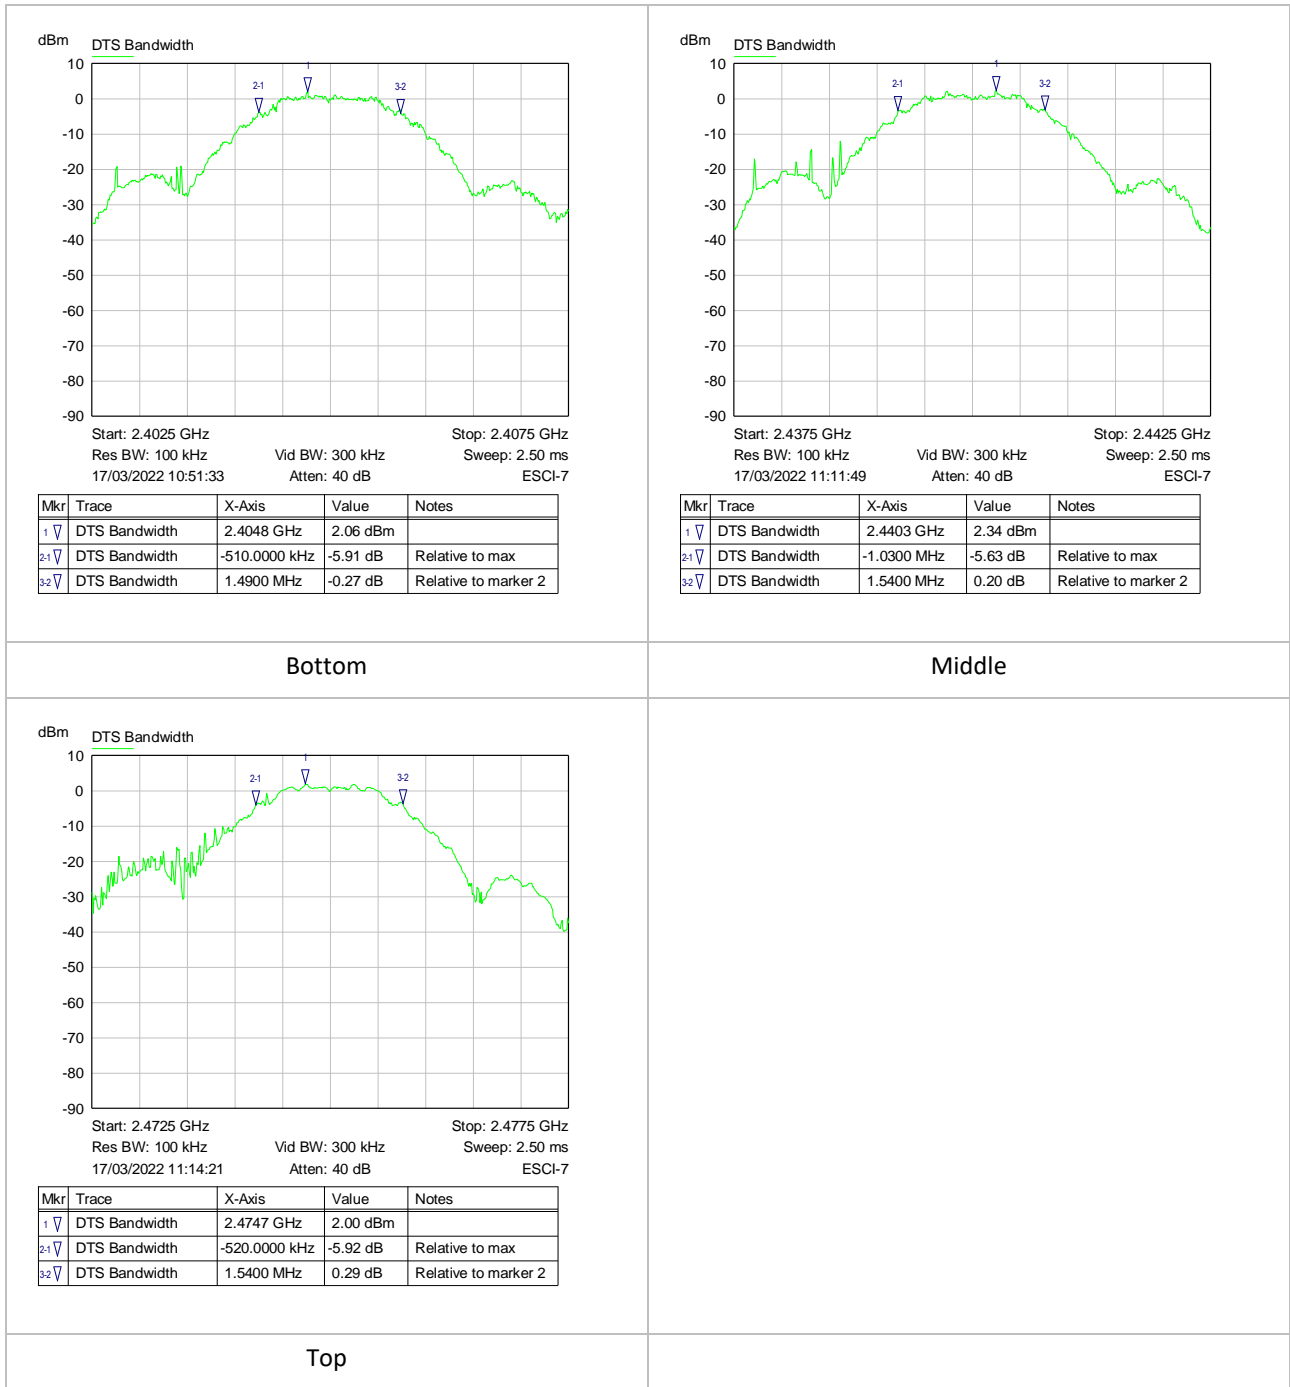 dBm DTS Bandwidth
10
0
-10
-20
-30
-40
-50
-60
-70
-80
-90
2-1
1
3-2
Start: 2.4025 GHz Stop: 2.4075 GHz
Res BW: 100 kHz Vid BW: 300 kHz Sweep: 2.50 ms
17/03/2022 10:51:33 Atten: 40 dB ESCI-7
Mkr Trace X-Axis Value Notes
1 DTS Bandwidth 2.4048 GHz 2.06 dBm
2-1 DTS Bandwidth -510.0000 kHz -5.91 dB Relative to max
3-2 DTS Bandwidth 1.4900 MHz -0.27 dB Relative to marker 2
Bottom
dBm DTS Bandwidth
10
0
-10
-20
-30
-40
-50
-60
-70
-80
-90
2-1
1
3-2
Start: 2.4375 GHz Stop: 2.4425 GHz
Res BW: 100 kHz Vid BW: 300 kHz Sweep: 2.50 ms
17/03/2022 11:11:49 Atten: 40 dB ESCI-7
Mkr Trace X-Axis Value Notes
1 DTS Bandwidth 2.4403 GHz 2.34 dBm
2-1 DTS Bandwidth -1.0300 MHz -5.63 dB Relative to max
3-2 DTS Bandwidth 1.5400 MHz 0.20 dB Relative to marker 2
Middle
dBm DTS Bandwidth
10
0
-10
-20
-30
-40
-50
-60
-70
-80
-90
2-1
1
3-2
Start: 2.4725 GHz Stop: 2.4775 GHz
Res BW: 100 kHz Vid BW: 300 kHz Sweep: 2.50 ms
17/03/2022 11:14:21 Atten: 40 dB ESCI-7
Mkr Trace X-Axis Value Notes
1 DTS Bandwidth 2.4747 GHz 2.00 dBm
2-1 DTS Bandwidth -520.0000 kHz -5.92 dB Relative to max
3-2 DTS Bandwidth 1.5400 MHz 0.29 dB Relative to marker 2
Top